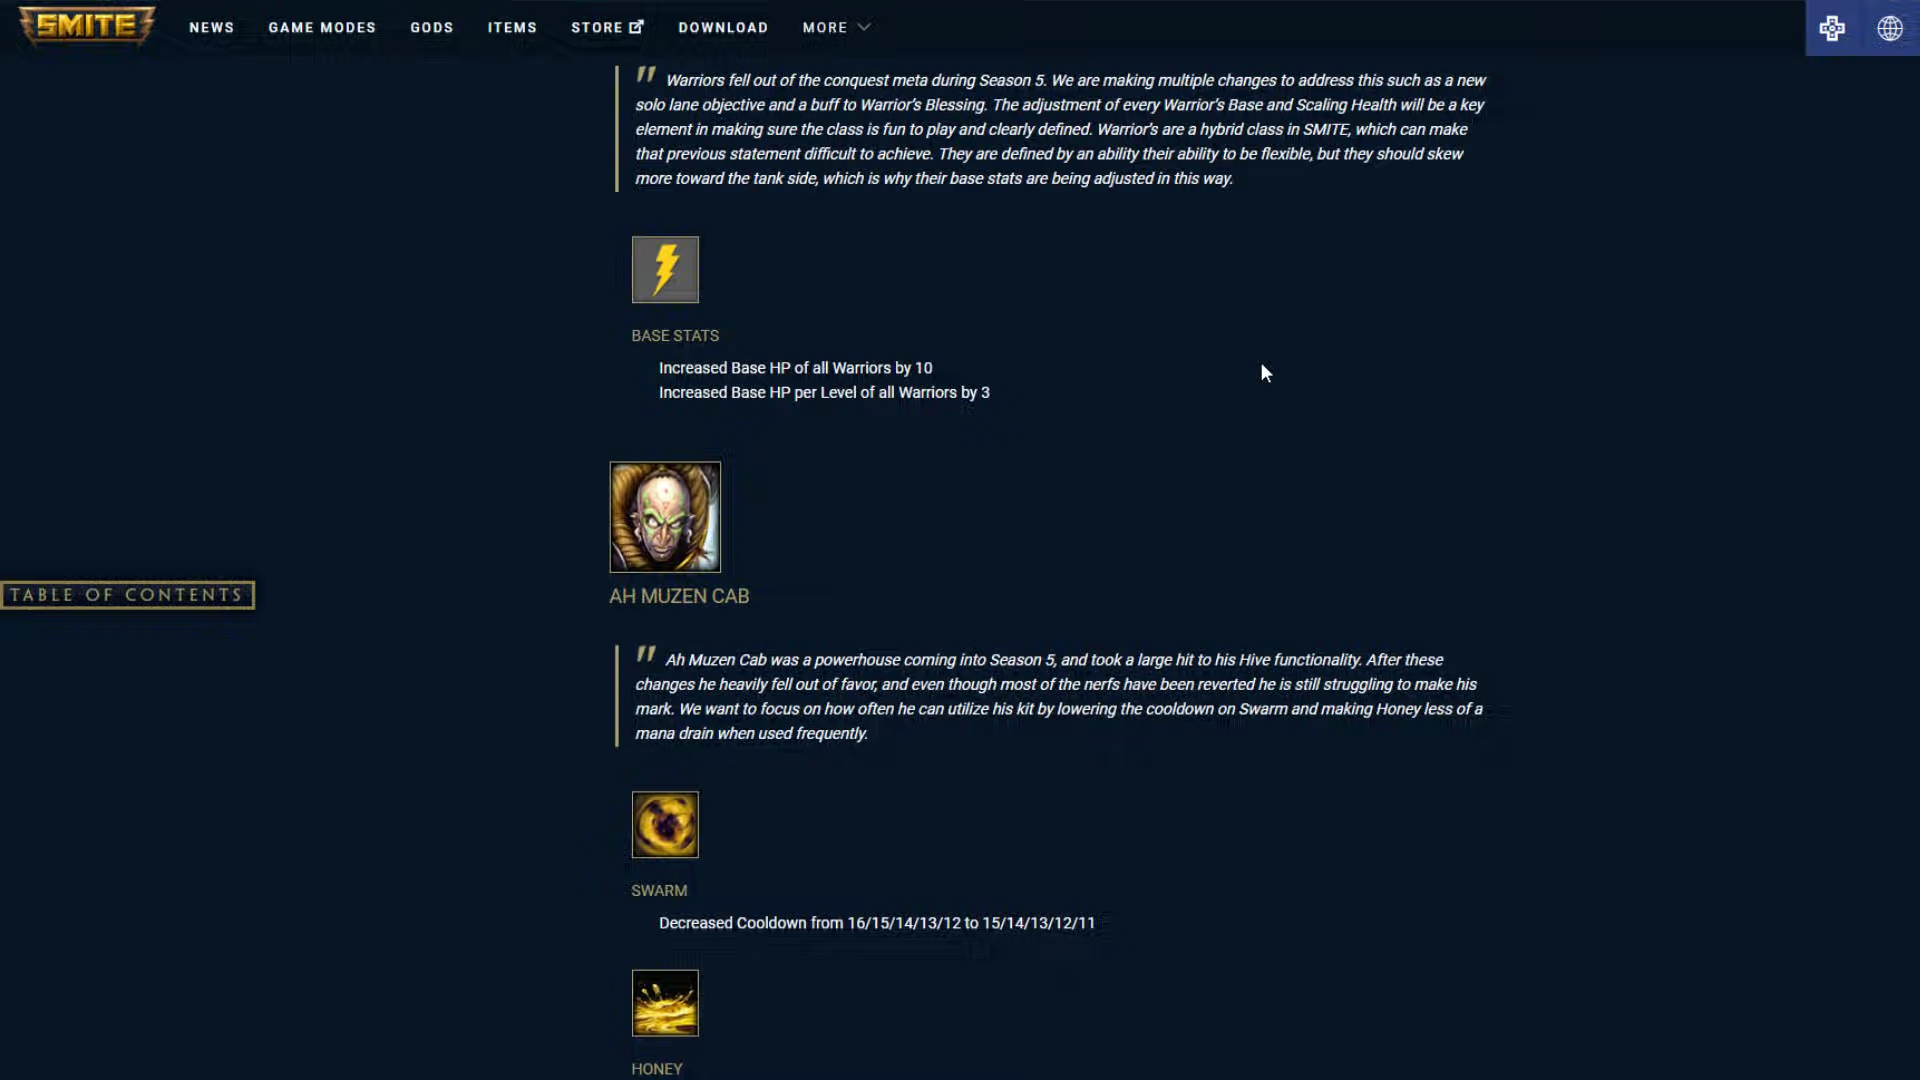 SMITE NEWS GAME MODES GODS ITEMS STORE DOWNLOAD MORE
" Warriors fell out of the conquest meta during Season 5. We are making multiple changes to address this such as a new
solo lane objective and a buff to Warrior's Blessing. The adjustment of every Warrior's Base and Scaling Health will be a key
element in making sure the class is fun to play and clearly defined. Warrior's are a hybrid class in SMITE, which can make
that previous statement difficult to achieve. They are defined by an ability their ability to be flexible, but they should skew
more toward the tank side, which is why their base stats are being adjusted in this way.
BASE STATS
Increased Base HP of all Warriors by 10
Increased Base HP per Level of all Warriors by 3
TABLE OF CONTENTS
AH MUZEN CAB
" Ah Muzen Cab was a powerhouse coming into Season 5, and took a large hit to his Hive functionality. After these
changes he heavily fell out of favor, and even though most of the nerfs have been reverted he is still struggling to make his
mark. We want to focus on how often he can utilize his kit by lowering the cooldown on Swarm and making Honey less of a
mana drain when used frequently.
SWARM
Decreased Cooldown from 16/15/14/13/12 to 15/14/13/12/11
HONEY